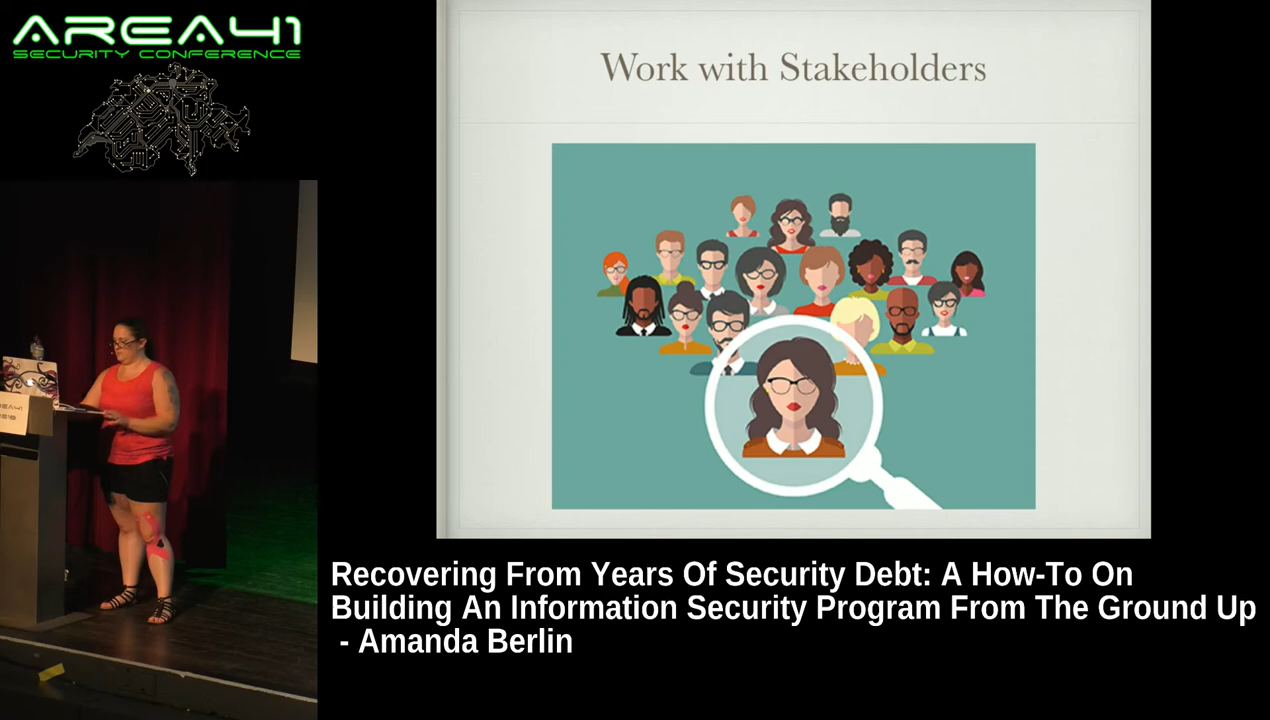 AREA41
SECURITY CONFERENCE
Work with Stakeholders
Recovering From Years Of Security Debt: A How-To On
Building An Information Security Program From The Ground Up
- Amanda Berlin